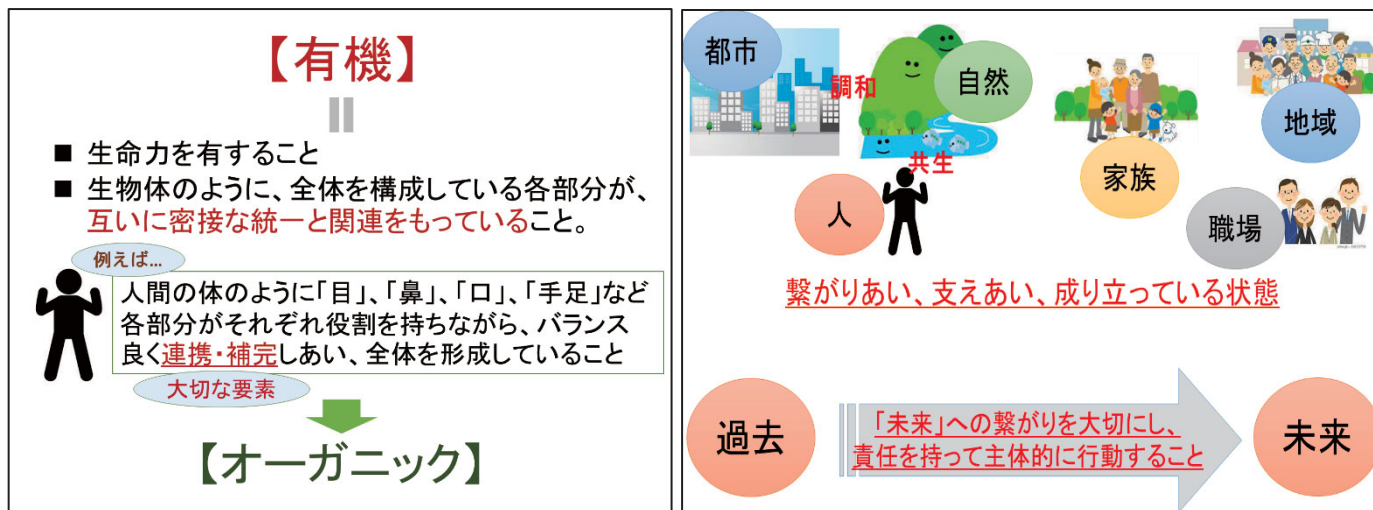 【有機】
＝
■ 生命力を有すること
■ 生物体のように、全体を構成している各部分が、
互いに密接な統一と関連をもっていること。
例えば…
人間の体のように「目」、「鼻」、「口」、「手足」など
各部分がそれぞれ役割を持ちながら、バランス
良く連携・補完しあい、全体を形成していること
大切な要素
【オーガニック】
都市
調和
自然
共生
人
家族
地域
職場
繋がりあい、支えあい、成り立っている状態
過去
「未来」への繋がりを大切にし、
責任を持って主体的に行動すること
未来